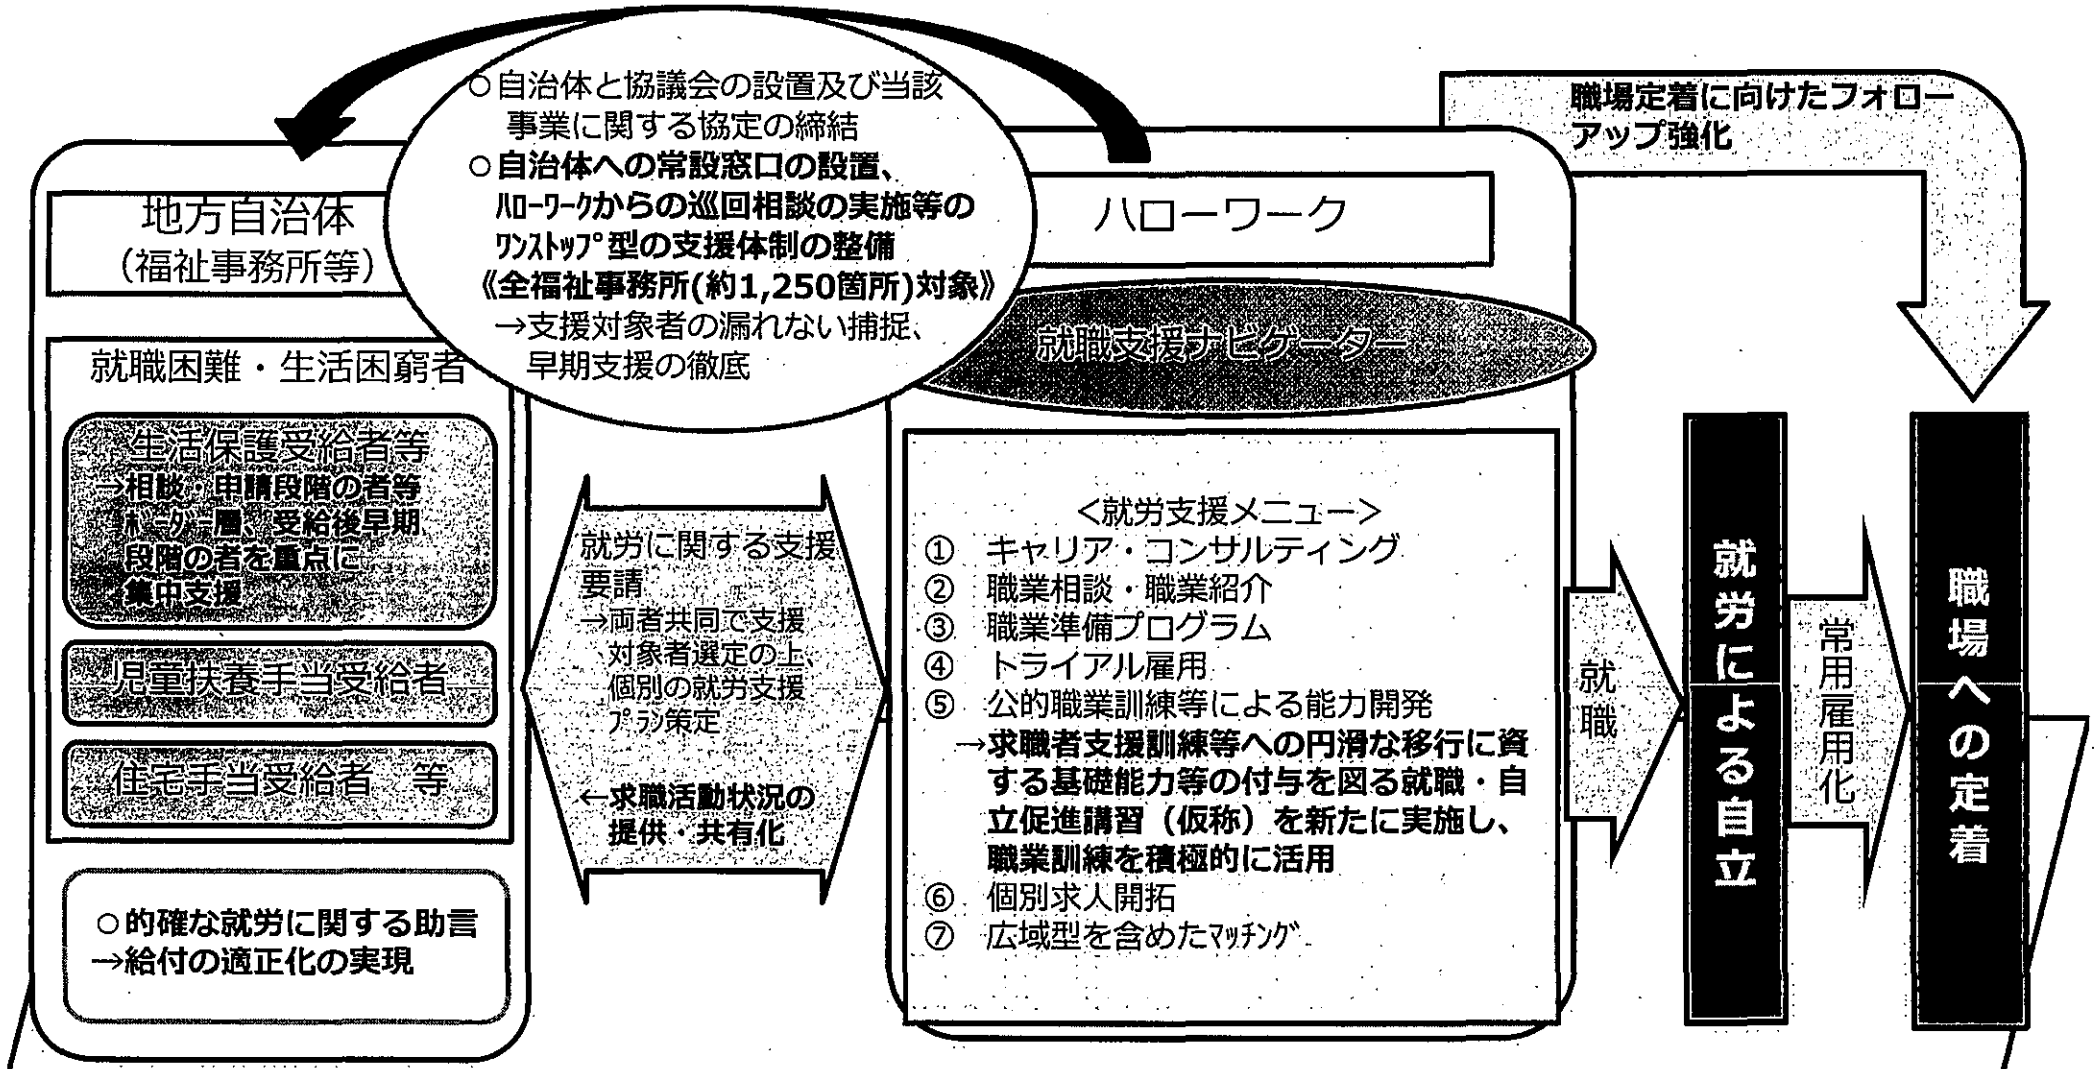 ○自治体と協議会の設置及び当該
事業に関する協定の締結
○自治体への常設窓口の設置、
ﾊﾛｰﾜｰｸからの巡回相談の実施等の
ﾜﾝｽﾄｯﾌﾟ型の支援体制の整備
《全福祉事務所(約1,250箇所)対象》
→支援対象者の漏れない捕捉、
早期支援の徹底
地方自治体
（福祉事務所等）
就職困難・生活困窮者
生活保護受給者等
→相談・申請段階の者等
ﾎﾞｰﾀﾞｰ層、受給後早期
段階の者を重点に
集中支援
児童扶養手当受給者
住宅手当受給者　等
○的確な就労に関する助言
→給付の適正化の実現
就労に関する支援
要請
→両者共同で支援
対象者選定の上、
個別の就労支援
ﾌﾟﾗﾝ策定
←求職活動状況の
提供・共有化
ハローワーク
就職支援ナビゲーター
＜就労支援メニュー＞
①　キャリア・コンサルティング
②　職業相談・職業紹介
③　職業準備プログラム
④　トライアル雇用
⑤　公的職業訓練等による能力開発
→求職者支援訓練等への円滑な移行に資
する基礎能力等の付与を図る就職・自
立促進講習（仮称）を新たに実施し、
職業訓練を積極的に活用
⑥　個別求人開拓
⑦　広域型を含めたﾏｯﾁﾝｸﾞ
職場定着に向けたフォロー
アップ強化
就職
就労による自立
常用雇用化
職場への定着